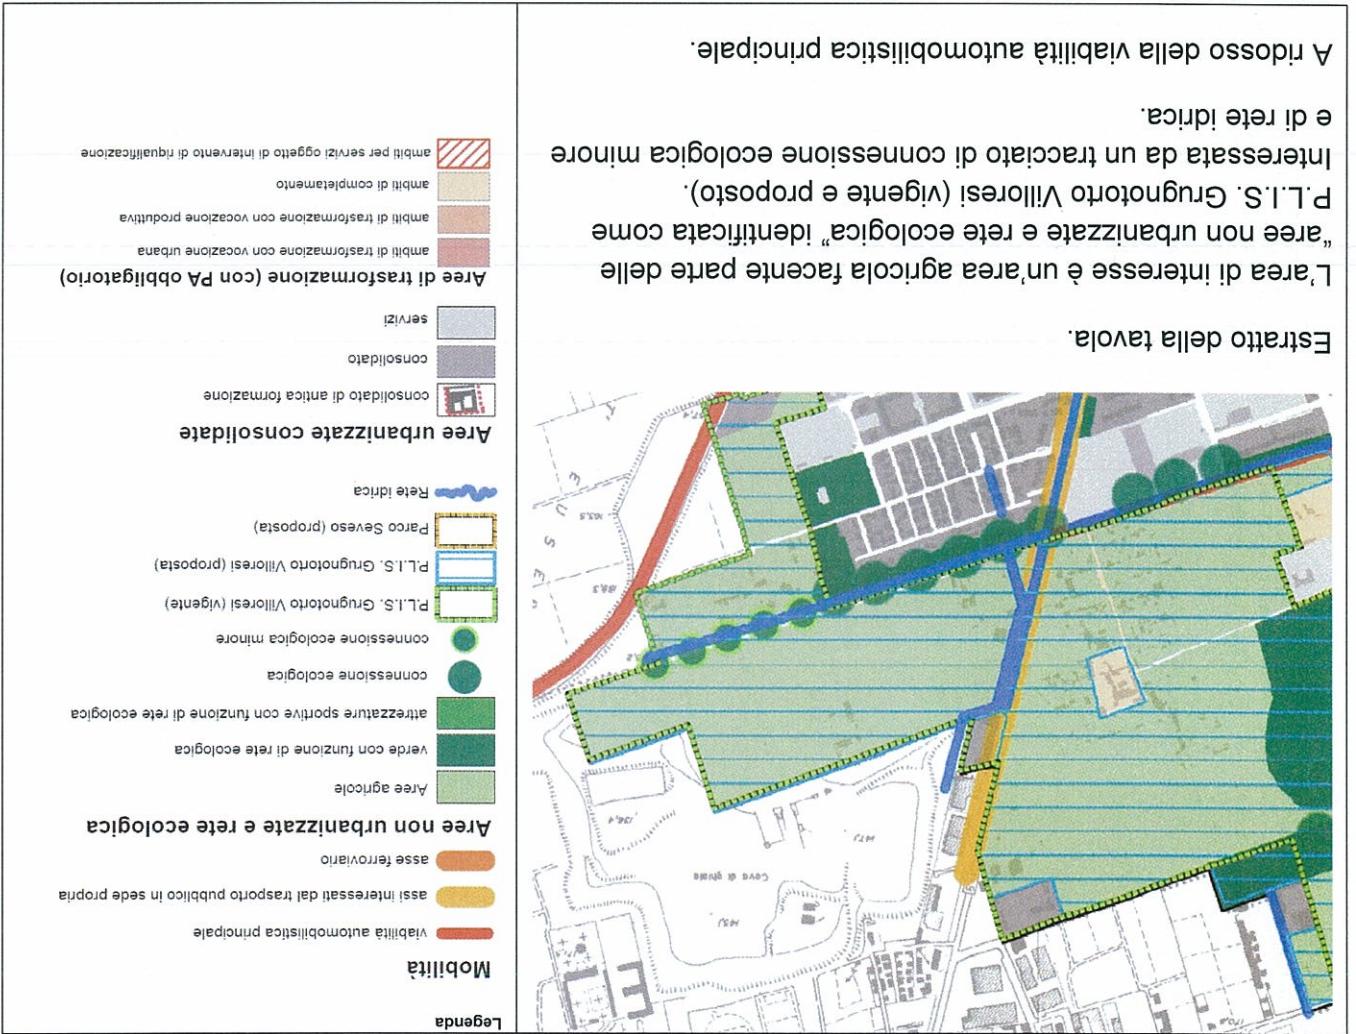 Cava di ghiaia
Estratto della tavola.
L'area di interesse è un'area agricola facente parte delle
"aree non urbanizzate e rete ecologica" identificata come
P.L.I.S. Grugnotorto Villoresi (vigente e proposto).
Interessata da un tracciato di connessione ecologica minore
e di rete idrica.
A ridosso della viabilità automobilistica principale.
Legenda
Mobilità
viabilità automobilistica principale
assi interessati dal trasporto pubblico in sede propria
asse ferroviario
Aree non urbanizzate e rete ecologica
Aree agricole
verde con funzione di rete ecologica
attrezzature sportive con funzione di rete ecologica
connessione ecologica
connessione ecologica minore
P.L.I.S. Grugnotorto Villoresi (vigente)
P.L.I.S. Grugnotorto Villoresi (proposta)
Parco Seveso (proposta)
Rete idrica
Aree urbanizzate consolidate
consolidato di antica formazione
consolidato
servizi
Aree di trasformazione (con PA obbligatorio)
ambiti di trasformazione con vocazione urbana
ambiti di trasformazione con vocazione produttiva
ambiti di completamento
ambiti per servizi oggetto di intervento di riqualificazione